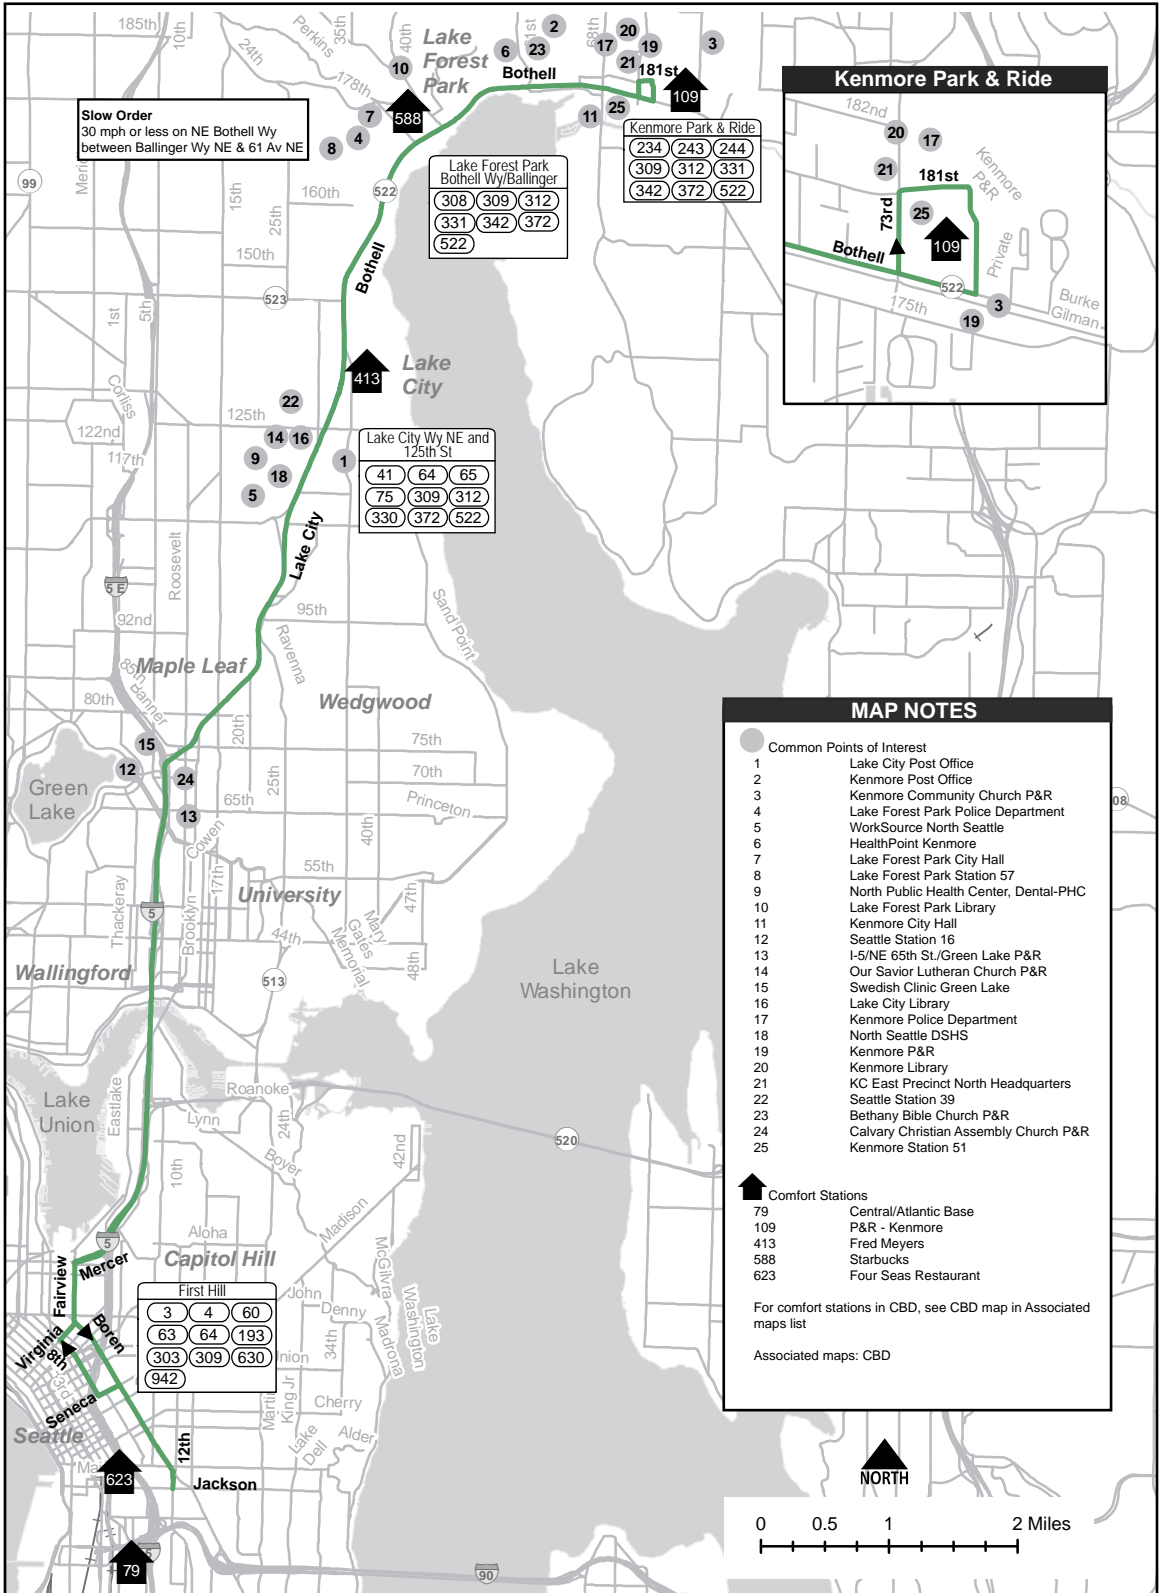 185th
10th
Perkins
35th
40th
24th
178th
Lake
Forest
Park
10
7
4
8
588
6
23
1st
2
Bothell
68th
17
20
19
21
181st
3
109
11
25
Slow Order
30 mph or less on NE Bothell Wy
between Ballinger Wy NE & 61 Av NE
99
15th
160th
25th
150th
523
1st
5th
522
Bothell
Lake Forest Park
Bothell Wy/Ballinger
308 309 312
331 342 372
522
Kenmore Park & Ride
234 243 244
309 312 331
342 372 522
Kenmore Park & Ride
182nd
20
17
21
181st
Kenmore
P&R
73rd
25
109
Bothell
522
Private
175th
19
3
Burke
Gilman
413
Lake
City
Corliss
22
125th
122nd
14
16
117th
9
18
5
1
Lake City Wy NE and
125th St
41 64 65
75 309 312
330 372 522
Lake City
Roosevelt
5 E
92nd
95th
Ravenna
Sand Point
85th
Maple Leaf
Banner
80th
Wedgwood
20th
15
75th
12
24
70th
25th
Green
Lake
65th
13
Princeton
Cowen
40th
17th
55th
University
47th
Thackeray
5
Brooklyn
Mary
Gates
Memorial
44th
48th
Wallingford
513
Lake
Washington
Lake
Union
Eastlake
Roanoke
Lynn
24th
Boyer
42nd
520
10th
Madison
Aloha
5
Mercer
Capitol Hill
McGilvra
Fairview
First Hill
3 4 60
63 64 193
303 309 630
942
John
Denny
34th
Madrona
Lake
Washington
Virginia
Boren
8th
3rd
Seneca
King Jr
Cherry
Lake
Dell
Alder
Seattle
12th
623
Jackson
79
5
90
MAP NOTES
Common Points of Interest
1 Lake City Post Office
2 Kenmore Post Office
3 Kenmore Community Church P&R
4 Lake Forest Park Police Department
5 WorkSource North Seattle
6 HealthPoint Kenmore
7 Lake Forest Park City Hall
8 Lake Forest Park Station 57
9 North Public Health Center, Dental-PHC
10 Lake Forest Park Library
11 Kenmore City Hall
12 Seattle Station 16
13 I-5/NE 65th St./Green Lake P&R
14 Our Savior Lutheran Church P&R
15 Swedish Clinic Green Lake
16 Lake City Library
17 Kenmore Police Department
18 North Seattle DSHS
19 Kenmore P&R
20 Kenmore Library
21 KC East Precinct North Headquarters
22 Seattle Station 39
23 Bethany Bible Church P&R
24 Calvary Christian Assembly Church P&R
25 Kenmore Station 51
Comfort Stations
79 Central/Atlantic Base
109 P&R - Kenmore
413 Fred Meyers
588 Starbucks
623 Four Seas Restaurant
For comfort stations in CBD, see CBD map in Associated
maps list
Associated maps: CBD
08
NORTH
0 0.5 1 2 Miles